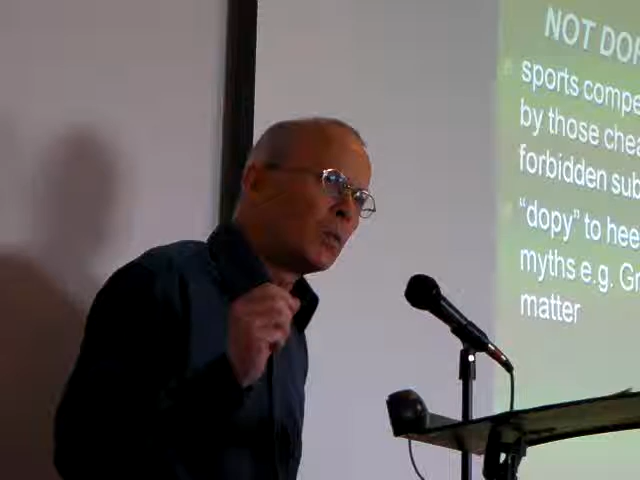 NOT DOP
sports compe
by those chea
forbidden sub
"dopy" to hee
myths e.g. Gr
matter